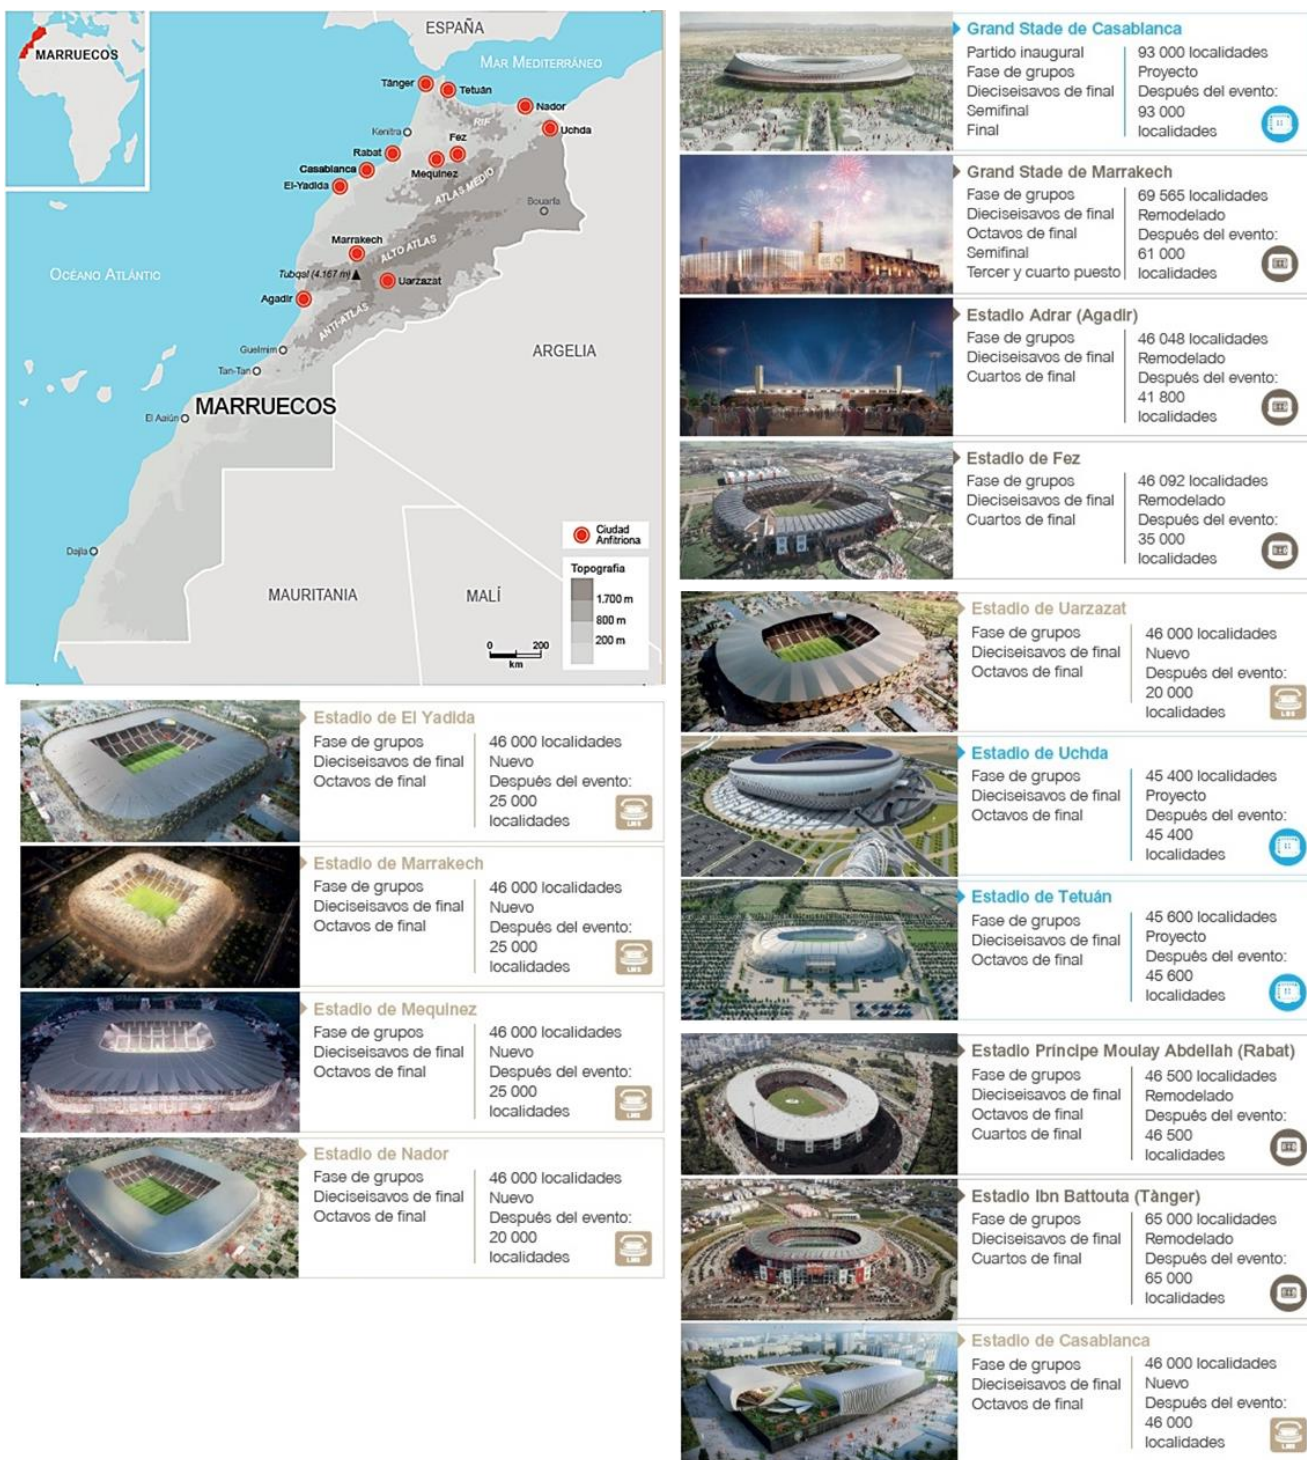 MARRUECOS
ESPAÑA
MAR MEDITERRÁNEO
Tánger
Tetuán
Nador
RIF
Uchda
Kenitra
Fez
Rabat
Casablanca
Mequinez
El-Yadida
ATLAS MEDIO
Bouarfa
Marrakech
ALTO ATLAS
OCÉANO ATLÁNTICO
Tubqal (4.167 m)
Uarzazat
Agadir
ANTI-ATLAS
Guelmim
ARGELIA
Tan-Tan
MARRUECOS
El Aaiún
Dajla
MAURITANIA
MALÍ
Ciudad
Anfitriona
Topografía
1.700 m
800 m
200 m
0 200
km
Estadio de El Yadida
Fase de grupos
Dieciseisavos de final
Octavos de final
46 000 localidades
Nuevo
Después del evento:
25 000
localidades
LMS
Estadio de Marrakech
Fase de grupos
Dieciseisavos de final
Octavos de final
46 000 localidades
Nuevo
Después del evento:
25 000
localidades
LMS
Estadio de Mequinez
Fase de grupos
Dieciseisavos de final
Octavos de final
46 000 localidades
Nuevo
Después del evento:
25 000
localidades
LMS
Estadio de Nador
Fase de grupos
Dieciseisavos de final
Octavos de final
46 000 localidades
Nuevo
Después del evento:
20 000
localidades
LMS
Grand Stade de Casablanca
Partido inaugural
Fase de grupos
Dieciseisavos de final
Semifinal
Final
93 000 localidades
Proyecto
Después del evento:
93 000
localidades
Grand Stade de Marrakech
Fase de grupos
Dieciseisavos de final
Octavos de final
Semifinal
Tercer y cuarto puesto
69 565 localidades
Remodelado
Después del evento:
61 000
localidades
Estadio Adrar (Agadir)
Fase de grupos
Dieciseisavos de final
Cuartos de final
46 048 localidades
Remodelado
Después del evento:
41 800
localidades
Estadio de Fez
Fase de grupos
Dieciseisavos de final
Cuartos de final
46 092 localidades
Remodelado
Después del evento:
35 000
localidades
Estadio de Uarzazat
Fase de grupos
Dieciseisavos de final
Octavos de final
46 000 localidades
Nuevo
Después del evento:
20 000
localidades
LMS
Estadio de Uchda
Fase de grupos
Dieciseisavos de final
Octavos de final
45 400 localidades
Proyecto
Después del evento:
45 400
localidades
Estadio de Tetuán
Fase de grupos
Dieciseisavos de final
Octavos de final
45 600 localidades
Proyecto
Después del evento:
45 600
localidades
Estadio Príncipe Moulay Abdellah (Rabat)
Fase de grupos
Dieciseisavos de final
Octavos de final
Cuartos de final
46 500 localidades
Remodelado
Después del evento:
46 500
localidades
Estadio Ibn Battouta (Tànger)
Fase de grupos
Dieciseisavos de final
Cuartos de final
65 000 localidades
Remodelado
Después del evento:
65 000
localidades
Estadio de Casablanca
Fase de grupos
Dieciseisavos de final
Octavos de final
46 000 localidades
Nuevo
Después del evento:
46 000
localidades
LMS